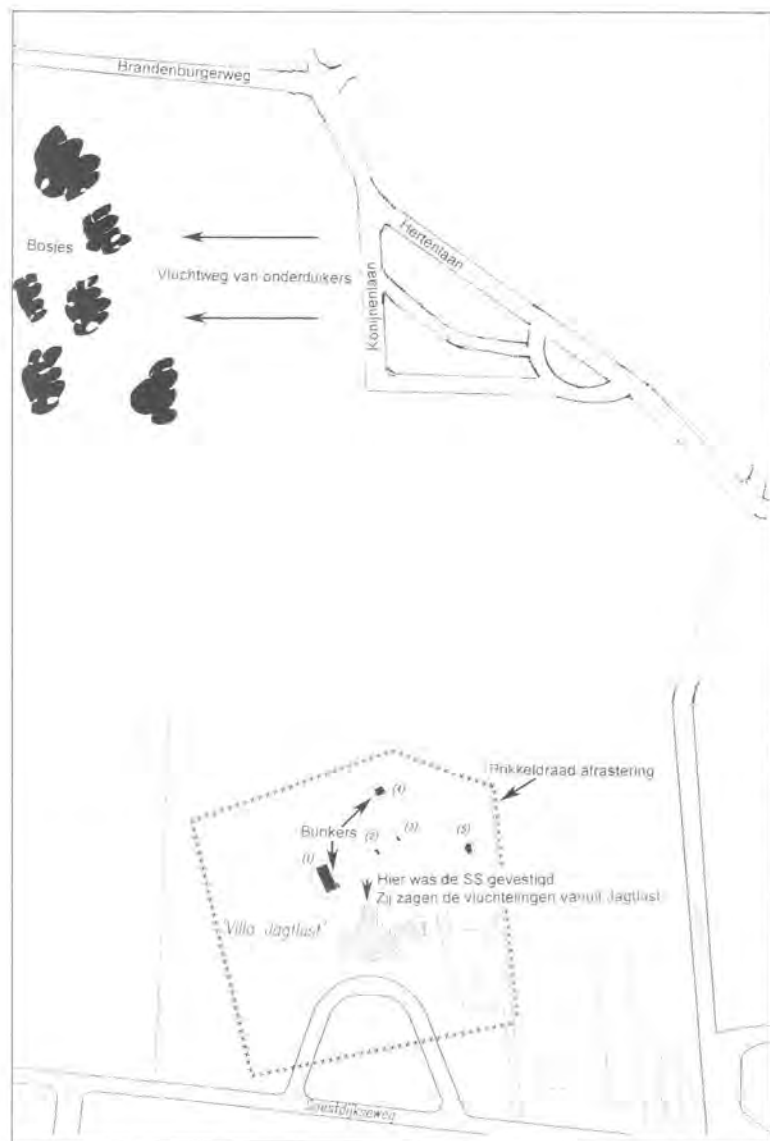 Brandenburgerweg
Hertenlaan
Bosjes
Vluchtweg van onderduikers
Konijnenlaan
Prikkeldraad afrastering
(4)
Bunkers
(2)
(3)
(5)
(1)
Hier was de SS gevestigd
Zij zagen de vluchtelingen vanuit Jagtlust
'Villa Jagtlust'
Soestdijkseweg